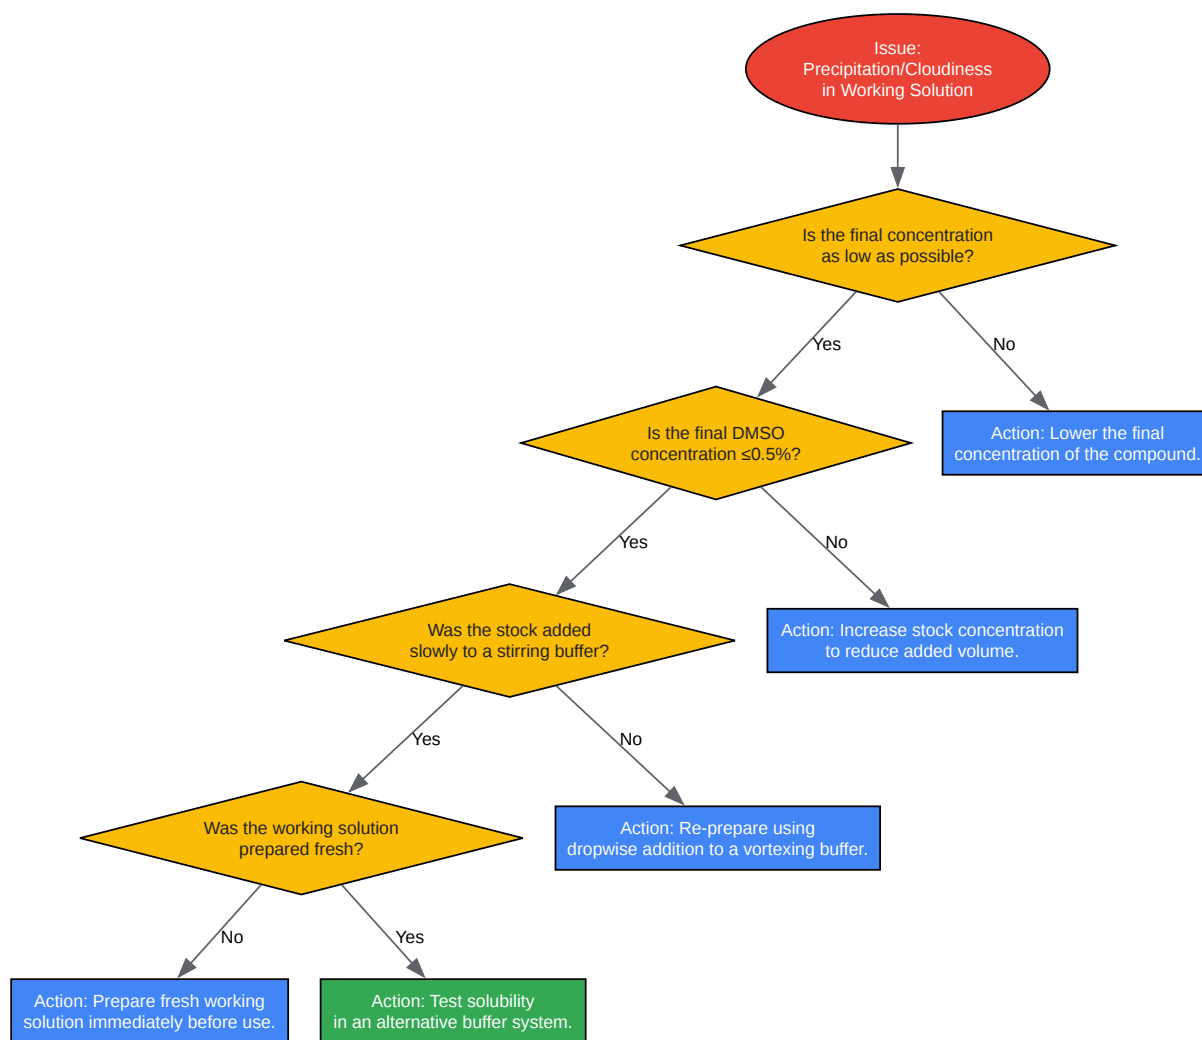 Issue:
Precipitation/Cloudiness
in Working Solution
Is the final concentration
as low as possible?
Yes
No
Is the final DMSO
concentration ≤0.5%?
Action: Lower the final
concentration of the compound.
Yes
No
Was the stock added
slowly to a stirring buffer?
Action: Increase stock concentration
to reduce added volume.
Yes
No
Was the working solution
prepared fresh?
Action: Re-prepare using
dropwise addition to a vortexing buffer.
No
Yes
Action: Prepare fresh working
solution immediately before use.
Action: Test solubility
in an alternative buffer system.